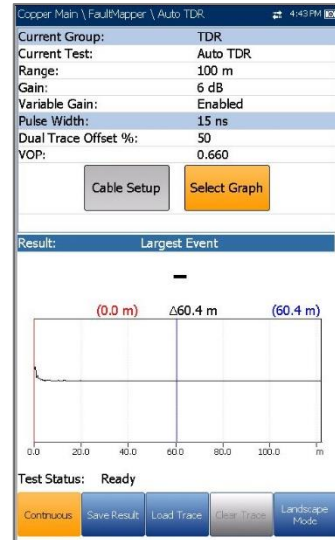 Copper Main \ FaultMapper \ Auto TDR 4:43 PM
Current Group: TDR
Current Test: Auto TDR
Range: 100 m
Gain: 6 dB
Variable Gain: Enabled
Pulse Width: 15 ns
Dual Trace Offset %: 50
VOP: 0.660
Cable Setup Select Graph
Result: Largest Event
–
(0.0 m) Δ60.4 m (60.4 m)
0.0 20.0 40.0 60.0 80.0 100.0 m
Test Status: Ready
Continuous Save Result Load Trace Clear Trace Landscape
Mode